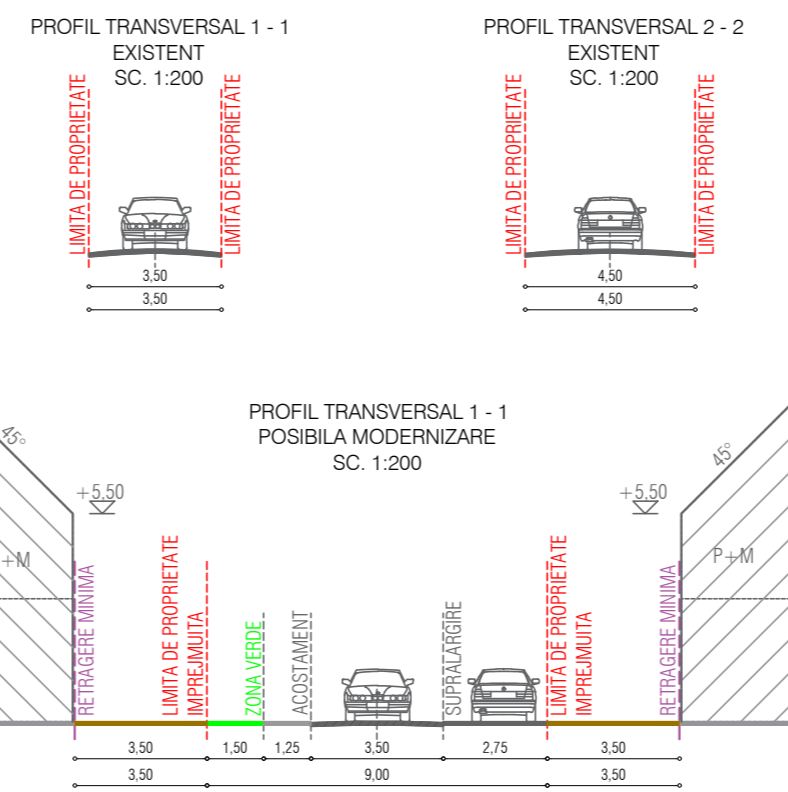 PROFIL TRANSVERSAL 1 - 1
EXISTENT
SC. 1:200
LIMITA DE PROPRIETATE
LIMITA DE PROPRIETATE
3,50
3,50
PROFIL TRANSVERSAL 2 - 2
EXISTENT
SC. 1:200
LIMITA DE PROPRIETATE
LIMITA DE PROPRIETATE
4,50
4,50
PROFIL TRANSVERSAL 1 - 1
POSIBILA MODERNIZARE
SC. 1:200
45°
45°
+5,50
+5,50
+M
P+M
RETRAGERE MINIMA
LIMITA DE PROPRIETATE
IMPREJMUITA
ZONA VERDE
ACOSTAMENT
SUPRALARGIRE
LIMITA DE PROPRIETATE
IMPREJMUITA
RETRAGERE MINIMA
3,50 1,50 1,25 3,50 2,75 3,50
3,50 9,00 3,50